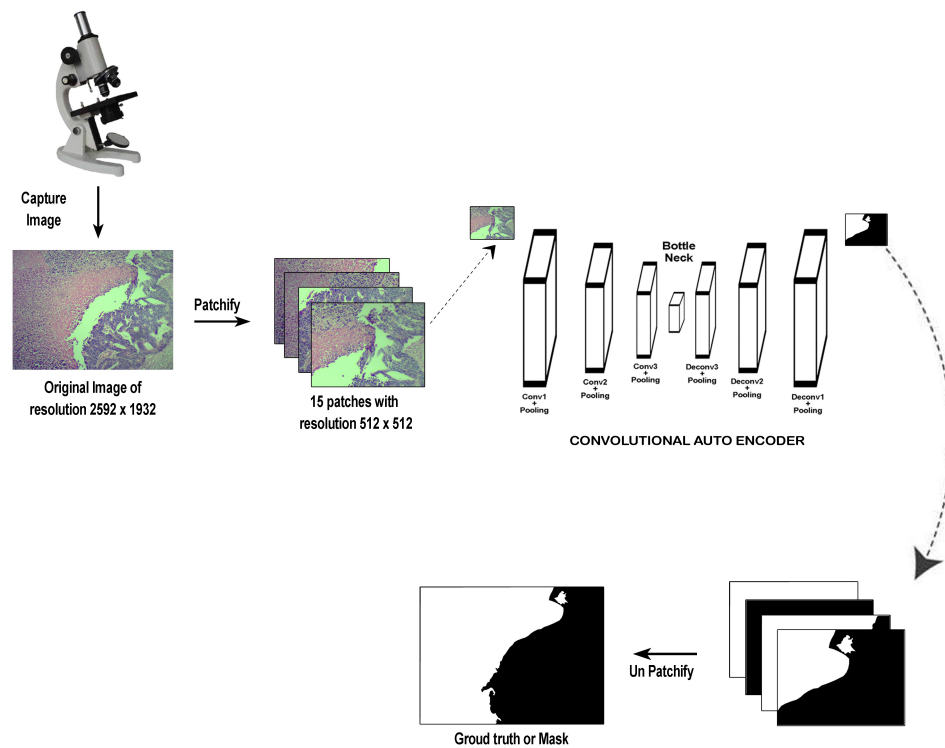 Capture
Image
Original Image of
resolution 2592 x 1932
Patchify
15 patches with
resolution 512 x 512
Conv1
+
Pooling
Conv2
+
Pooling
Conv3
+
Pooling
Bottle
Neck
Deconv3
+
Pooling
Deconv2
+
Pooling
Deconv1
+
Pooling
CONVOLUTIONAL AUTO ENCODER
Un Patchify
Groud truth or Mask